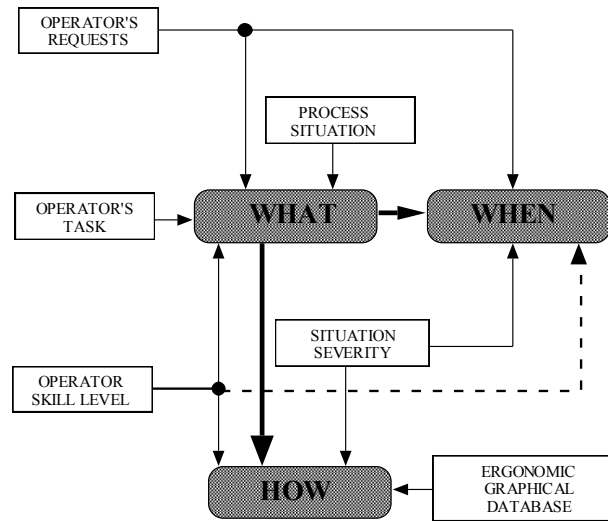 OPERATOR'S
REQUESTS
PROCESS
SITUATION
OPERATOR'S
TASK
WHAT
WHEN
SITUATION
SEVERITY
OPERATOR
SKILL LEVEL
HOW
ERGONOMIC
GRAPHICAL
DATABASE